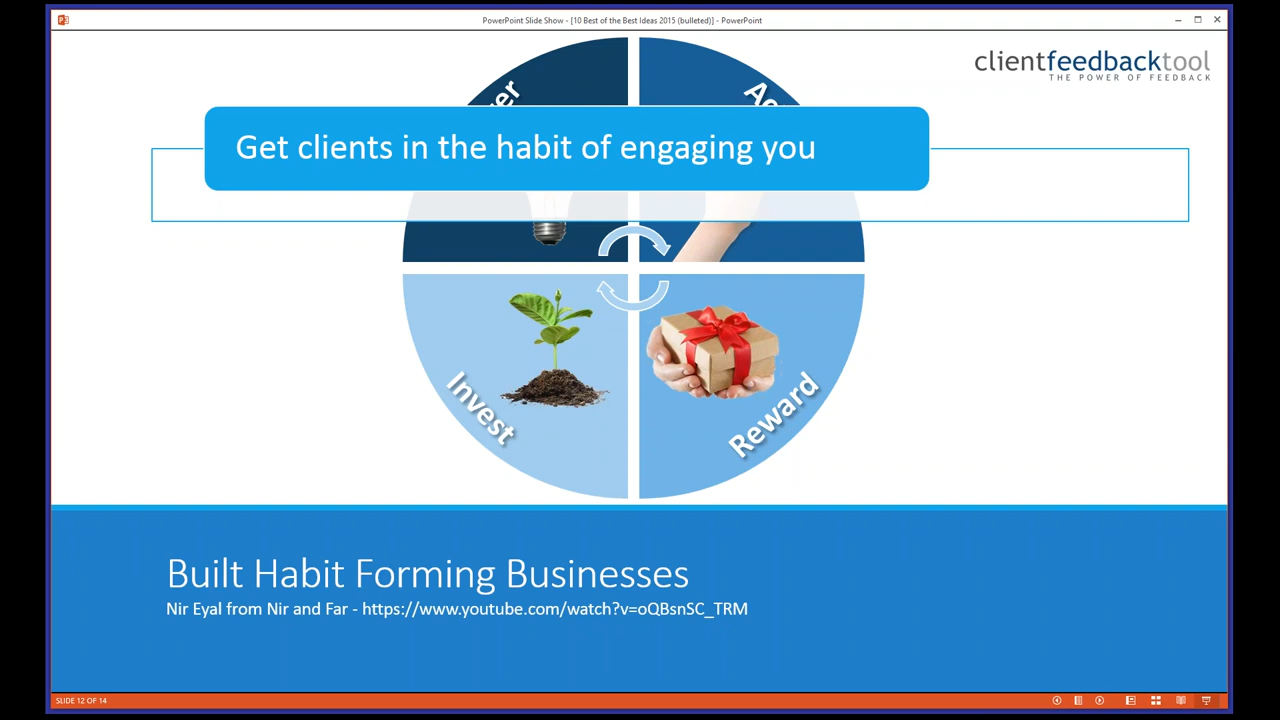 PowerPoint Slide Show - [10 Best of the Best Ideas 2015 (bulleted)] - PowerPoint
clientfeedbacktool
THE POWER OF FEEDBACK
Get clients in the habit of engaging you
Invest
Reward
Built Habit Forming Businesses
Nir Eyal from Nir and Far - https://www.youtube.com/watch?v=oQBsnSC_TRM
SLIDE 12 OF 14